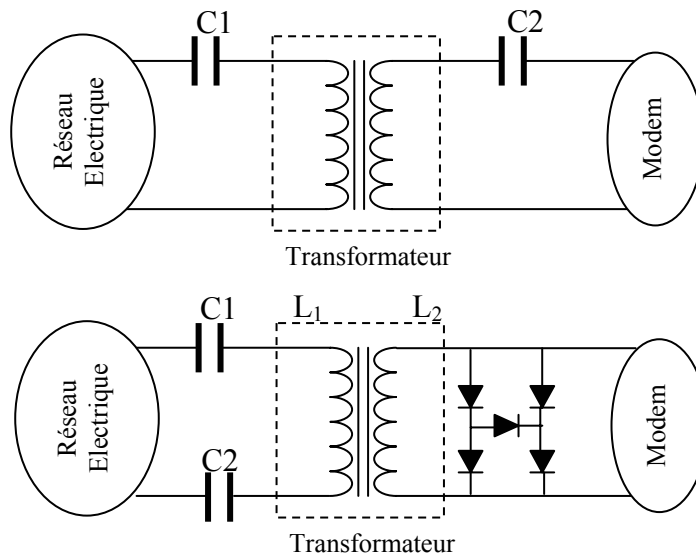 C1
C2
Réseau
Electrique
Modem
Transformateur
C1
L₁
L₂
Réseau
Electrique
C2
Modem
Transformateur